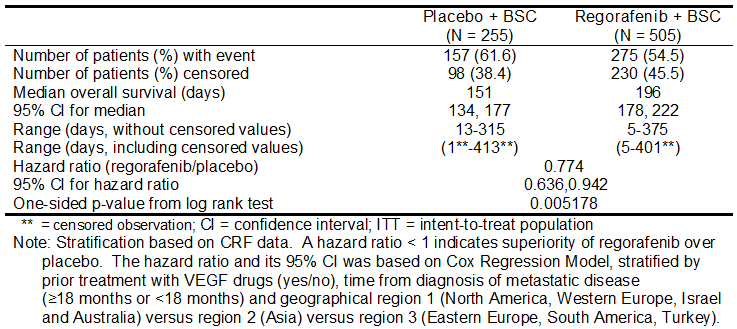 Placebo + BSC Regorafenib + BSC
(N = 255) (N = 505)
Number of patients (%) with event 157 (61.6) 275 (54.5)
Number of patients (%) censored 98 (38.4) 230 (45.5)
Median overall survival (days) 151 196
95% CI for median 134, 177 178, 222
Range (days, without censored values) 13-315 5-375
Range (days, including censored values) (1**-413**) (5-401**)
Hazard ratio (regorafenib/placebo) 0.774
95% CI for hazard ratio 0.636,0.942
One-sided p-value from log rank test 0.005178
** = censored observation; CI = confidence interval; ITT = intent-to-treat population
Note: Stratification based on CRF data. A hazard ratio < 1 indicates superiority of regorafenib over
placebo. The hazard ratio and its 95% CI was based on Cox Regression Model, stratified by
prior treatment with VEGF drugs (yes/no), time from diagnosis of metastatic disease
(≥18 months or <18 months) and geographical region 1 (North America, Western Europe, Israel
and Australia) versus region 2 (Asia) versus region 3 (Eastern Europe, South America, Turkey).